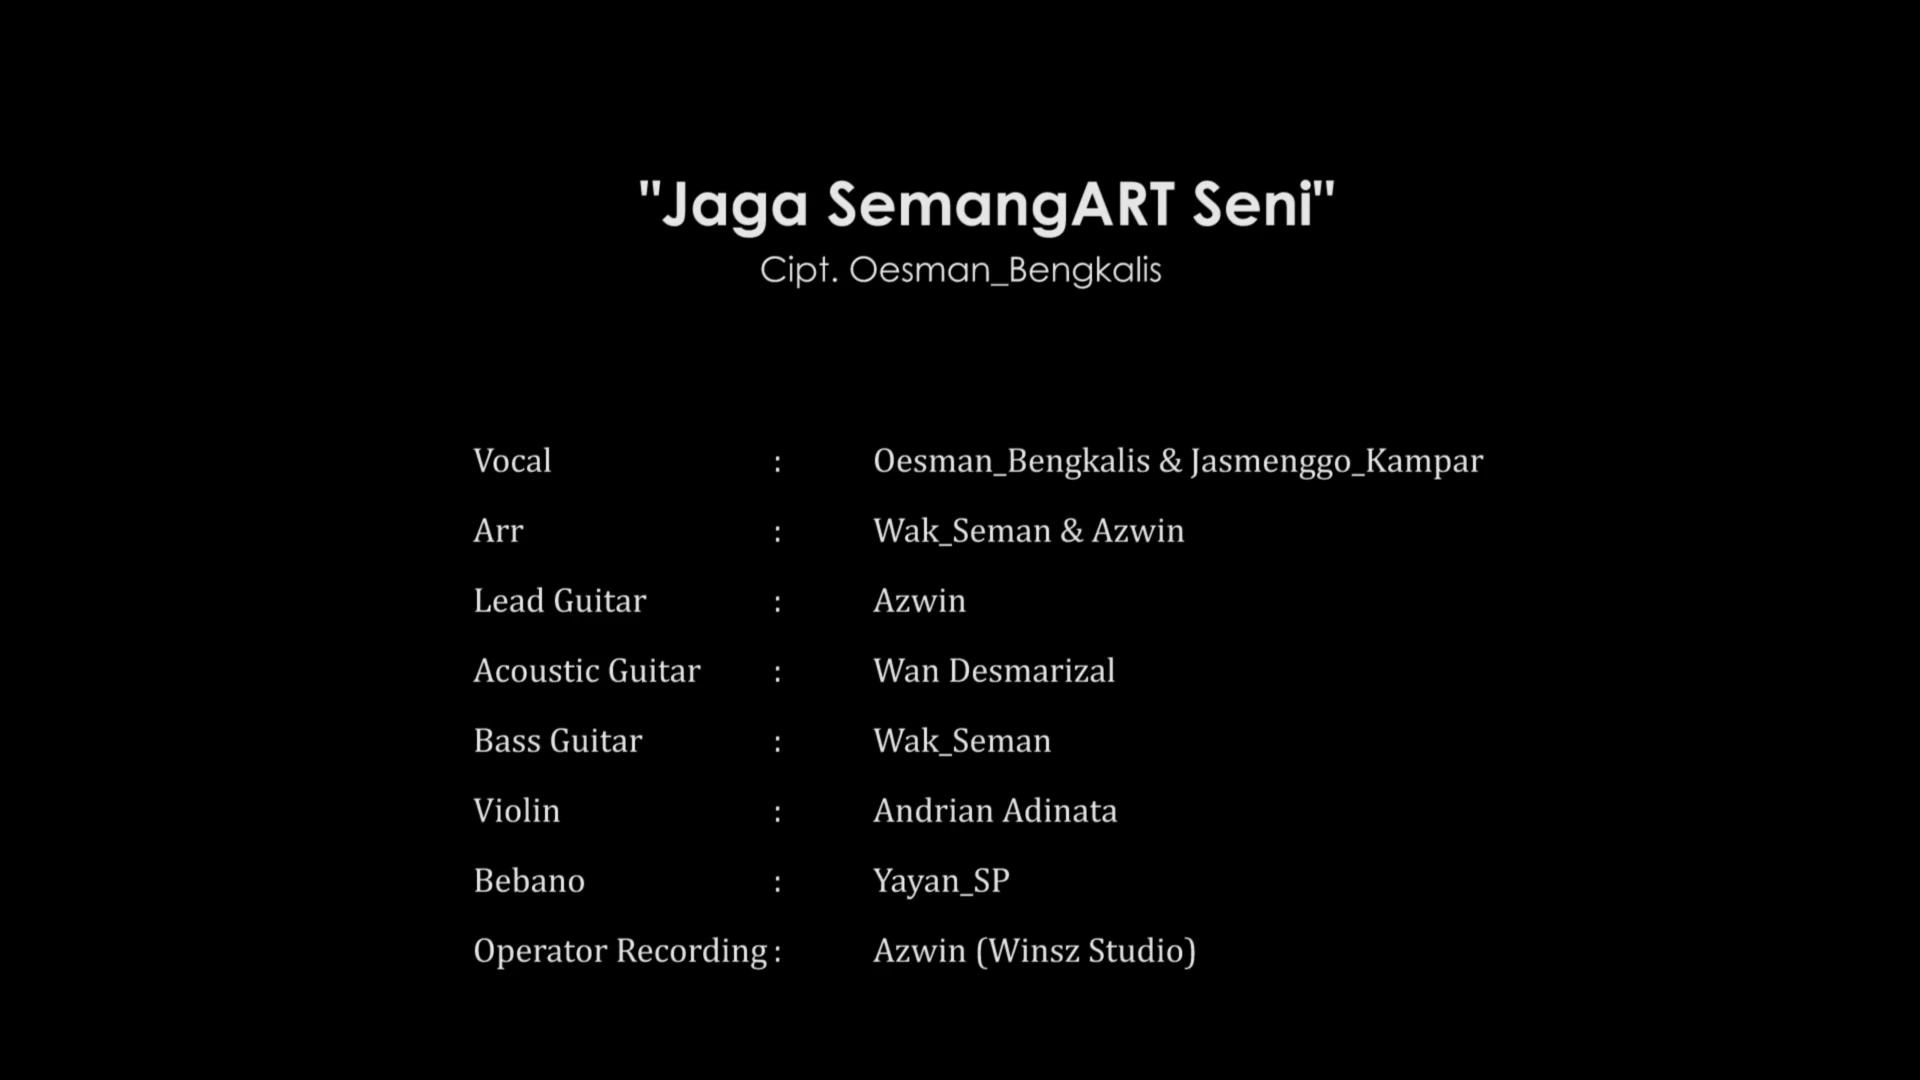 "Jaga SemangART Seni"
Cipt. Oesman_Bengkalis
Vocal : Oesman_Bengkalis & Jasmenggo_Kampar
Arr : Wak_Seman & Azwin
Lead Guitar : Azwin
Acoustic Guitar : Wan Desmarizal
Bass Guitar : Wak_Seman
Violin : Andrian Adinata
Bebano : Yayan_SP
Operator Recording : Azwin (Winsz Studio)